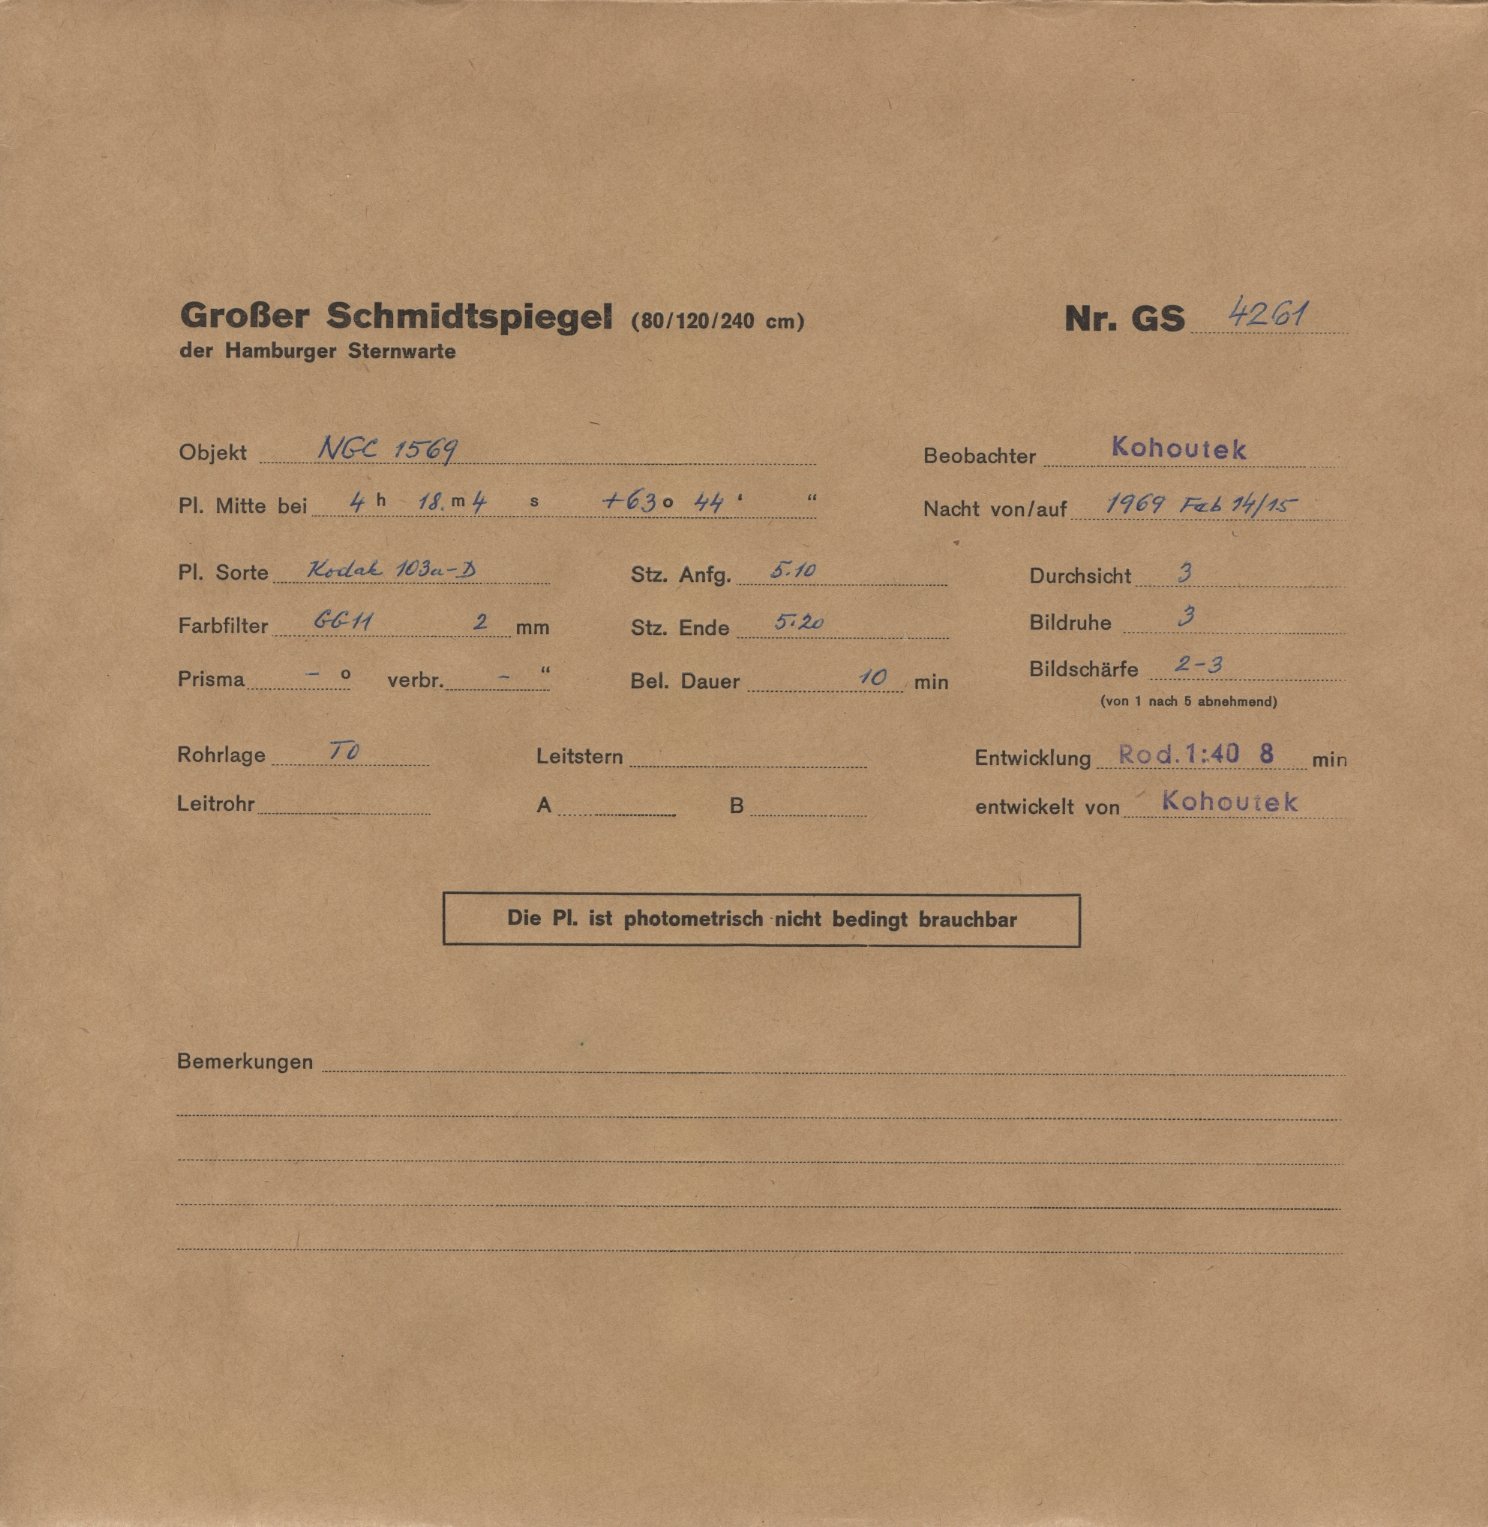 Großer Schmidtspiegel (80/120/240 cm) Nr. GS 4261
der Hamburger Sternwarte
Objekt NGC 1569 Beobachter Kohoutek
Pl. Mitte bei 4 h 18. m 4 s +63 o 44 ‘ “ Nacht von/auf 1969 Feb 14/15
Pl. Sorte Kodak 103a-D Stz. Anfg. 5.10 Durchsicht 3
Farbfilter GG11 2 mm Stz. Ende 5.20 Bildruhe 3
Prisma - o verbr. - “ Bel. Dauer 10 min Bildschärfe 2-3
(von 1 nach 5 abnehmend)
Rohrlage T0 Leitstern Entwicklung Rod. 1:40 8 min
Leitrohr A B entwickelt von Kohoutek
Die Pl. ist photometrisch nicht bedingt brauchbar
Bemerkungen